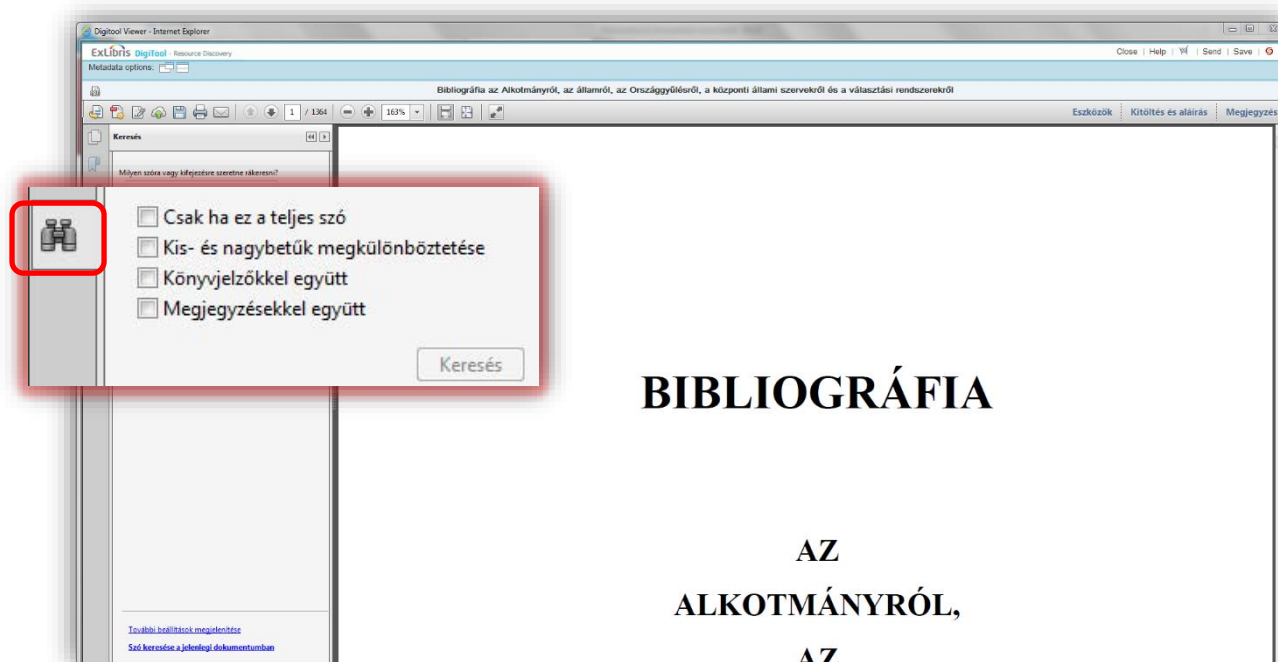 Digitool Viewer - Internet Explorer
ExLibris DigiTool - Resource Discovery
Close | Help | | Send | Save |
Metadata options:
Bibliográfia az Alkotmányról, az államról, az Országgyűlésről, a központi állami szervekről és a választási rendszerekről
1 / 1364 163% Eszközök Kitöltés és aláírás Megjegyzés
Keresés
Milyen szóra vagy kifejezésre szeretne rákeresni?
Csak ha ez a teljes szó
Kis- és nagybetűk megkülönböztetése
Könyvjelzőkkel együtt
Megjegyzésekkel együtt
Keresés
BIBLIOGRÁFIA
AZ
ALKOTMÁNYRÓL,
AZ
További beállítások megjelenítése
Szó keresése a jelenlegi dokumentumban